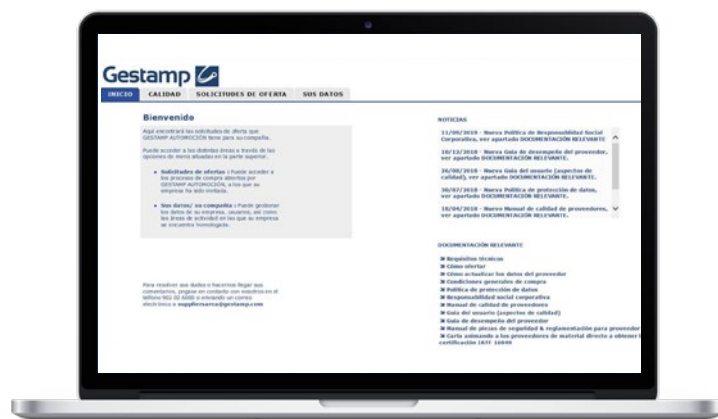 Gestamp
INICIO CALIDAD SOLICITUDES DE OFERTA SUS DATOS
Bienvenido
Aquí encontrará las solicitudes de oferta que
GESTAMP AUTOMOCIÓN tiene para su compañía.
Puede acceder a las distintas áreas a través de las
opciones de menú situadas en la parte superior.
Solicitudes de ofertas : Puede acceder a
los procesos de compra abiertos por
GESTAMP AUTOMOCIÓN, a los que su
empresa ha sido invitada.
Sus datos/ su compañía : Puede gestionar
los datos de su empresa, usuarios, así como
las áreas de actividad en las que su empresa
se encuentra homologada.
Para resolver sus dudas o hacernos llegar sus
comentarios, póngase en contacto con nosotros en el
teléfono 902 02 6600 o enviando un correo
electrónico a suppliersarea@gestamp.com
NOTICIAS
11/09/2019 - Nueva Política de Responsabilidad Social
Corporativa, ver apartado DOCUMENTACIÓN RELEVANTE
10/12/2018 - Nueva Guía de desempeño del proveedor,
ver apartado DOCUMENTACIÓN RELEVANTE.
26/08/2018 - Nueva Guía del usuario (aspectos de
calidad), ver apartado DOCUMENTACIÓN RELEVANTE.
30/07/2018 - Nueva Política de protección de datos,
ver apartado DOCUMENTACIÓN RELEVANTE.
18/04/2018 - Nuevo Manual de calidad de proveedores,
ver apartado DOCUMENTACIÓN RELEVANTE.
DOCUMENTACIÓN RELEVANTE
Requisitos técnicos
Cómo ofertar
Cómo actualizar los datos del proveedor
Condiciones generales de compra
Política de protección de datos
Responsabilidad social corporativa
Manual de calidad de proveedores
Guía del usuario (aspectos de calidad)
Guía de desempeño del proveedor
Manual de piezas de seguridad & reglamentación para proveedor
Carta animando a los proveedores de material directo a obtener l
certificación IATF 16949